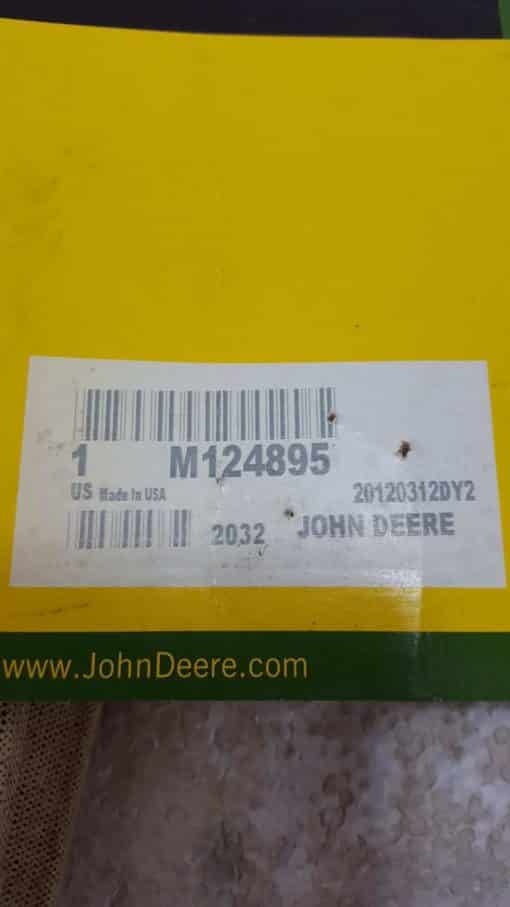 1 M124895
US Made In USA 20120312DY2
2032 JOHN DEERE
www.JohnDeere.com